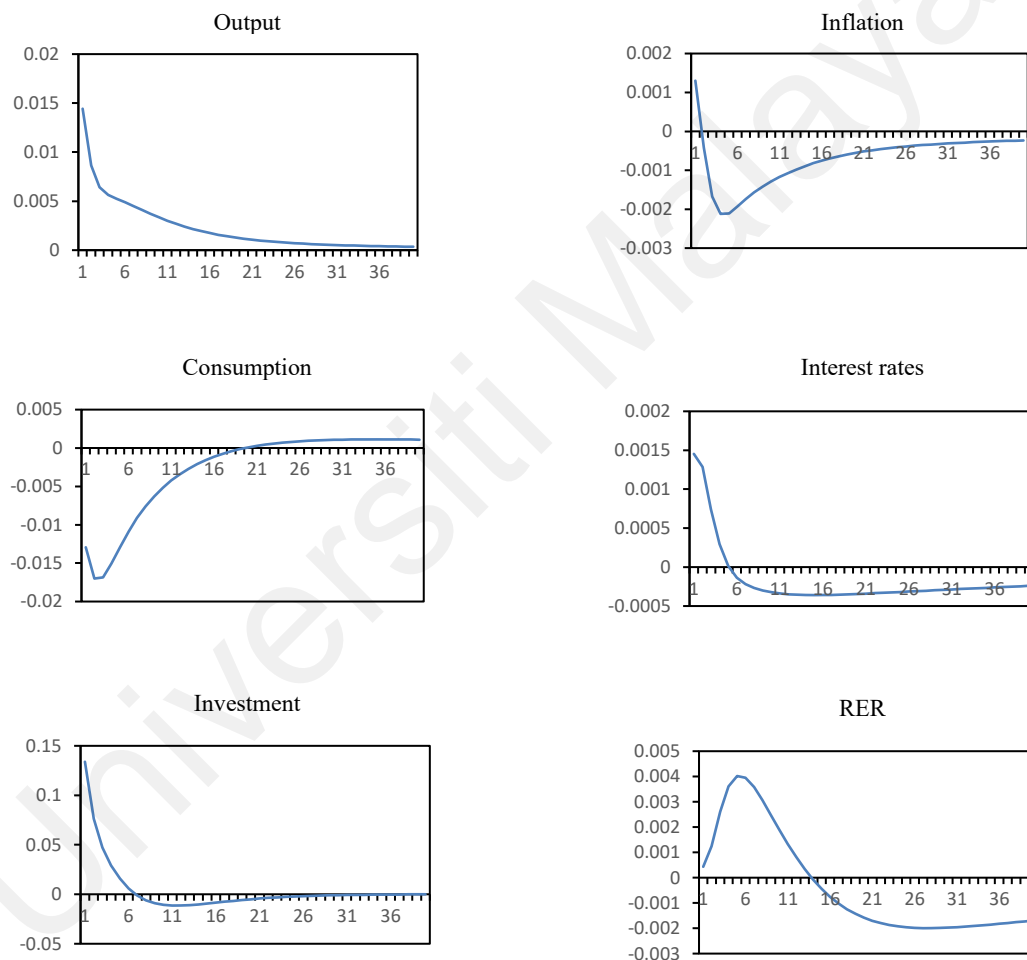 Output
0.02
0.015
0.01
0.005
0
1 6 11 16 21 26 31 36
Inflation
0.002
0.001
0
-0.001
-0.002
-0.003
1 6 11 16 21 26 31 36
Consumption
0.005
0
-0.005
-0.01
-0.015
-0.02
1 6 11 16 21 26 31 36
Interest rates
0.002
0.0015
0.001
0.0005
0
-0.0005
1 6 11 16 21 26 31 36
Investment
0.15
0.1
0.05
0
-0.05
1 6 11 16 21 26 31 36
RER
0.005
0.004
0.003
0.002
0.001
0
-0.001
-0.002
-0.003
1 6 11 16 21 26 31 36
Universiti Malaya